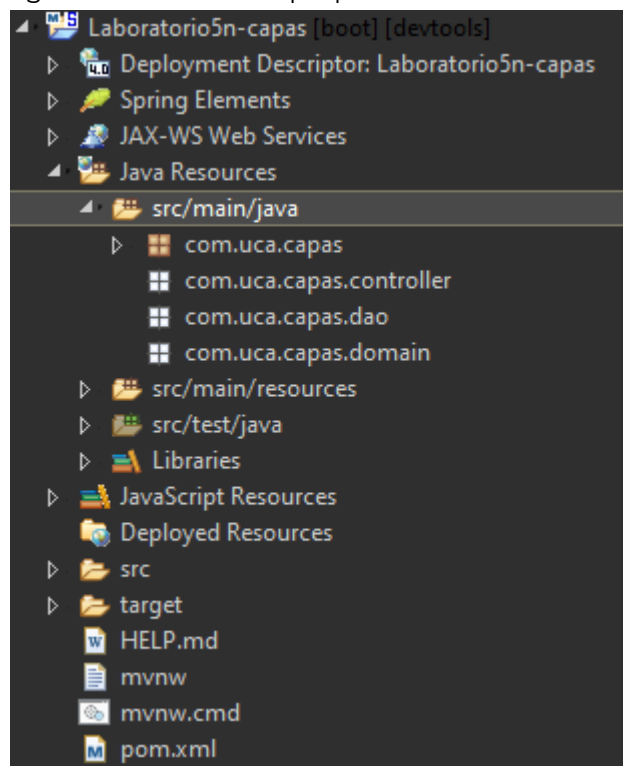 Laboratorio5n-capas [boot] [devtools]
Deployment Descriptor: Laboratorio5n-capas
Spring Elements
JAX-WS Web Services
Java Resources
src/main/java
com.uca.capas
com.uca.capas.controller
com.uca.capas.dao
com.uca.capas.domain
src/main/resources
src/test/java
Libraries
JavaScript Resources
Deployed Resources
src
target
HELP.md
mvnw
mvnw.cmd
pom.xml